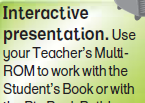 Interactive
presentation. Use
your Teacher's Multi-
ROM to work with the
Student's Book or with